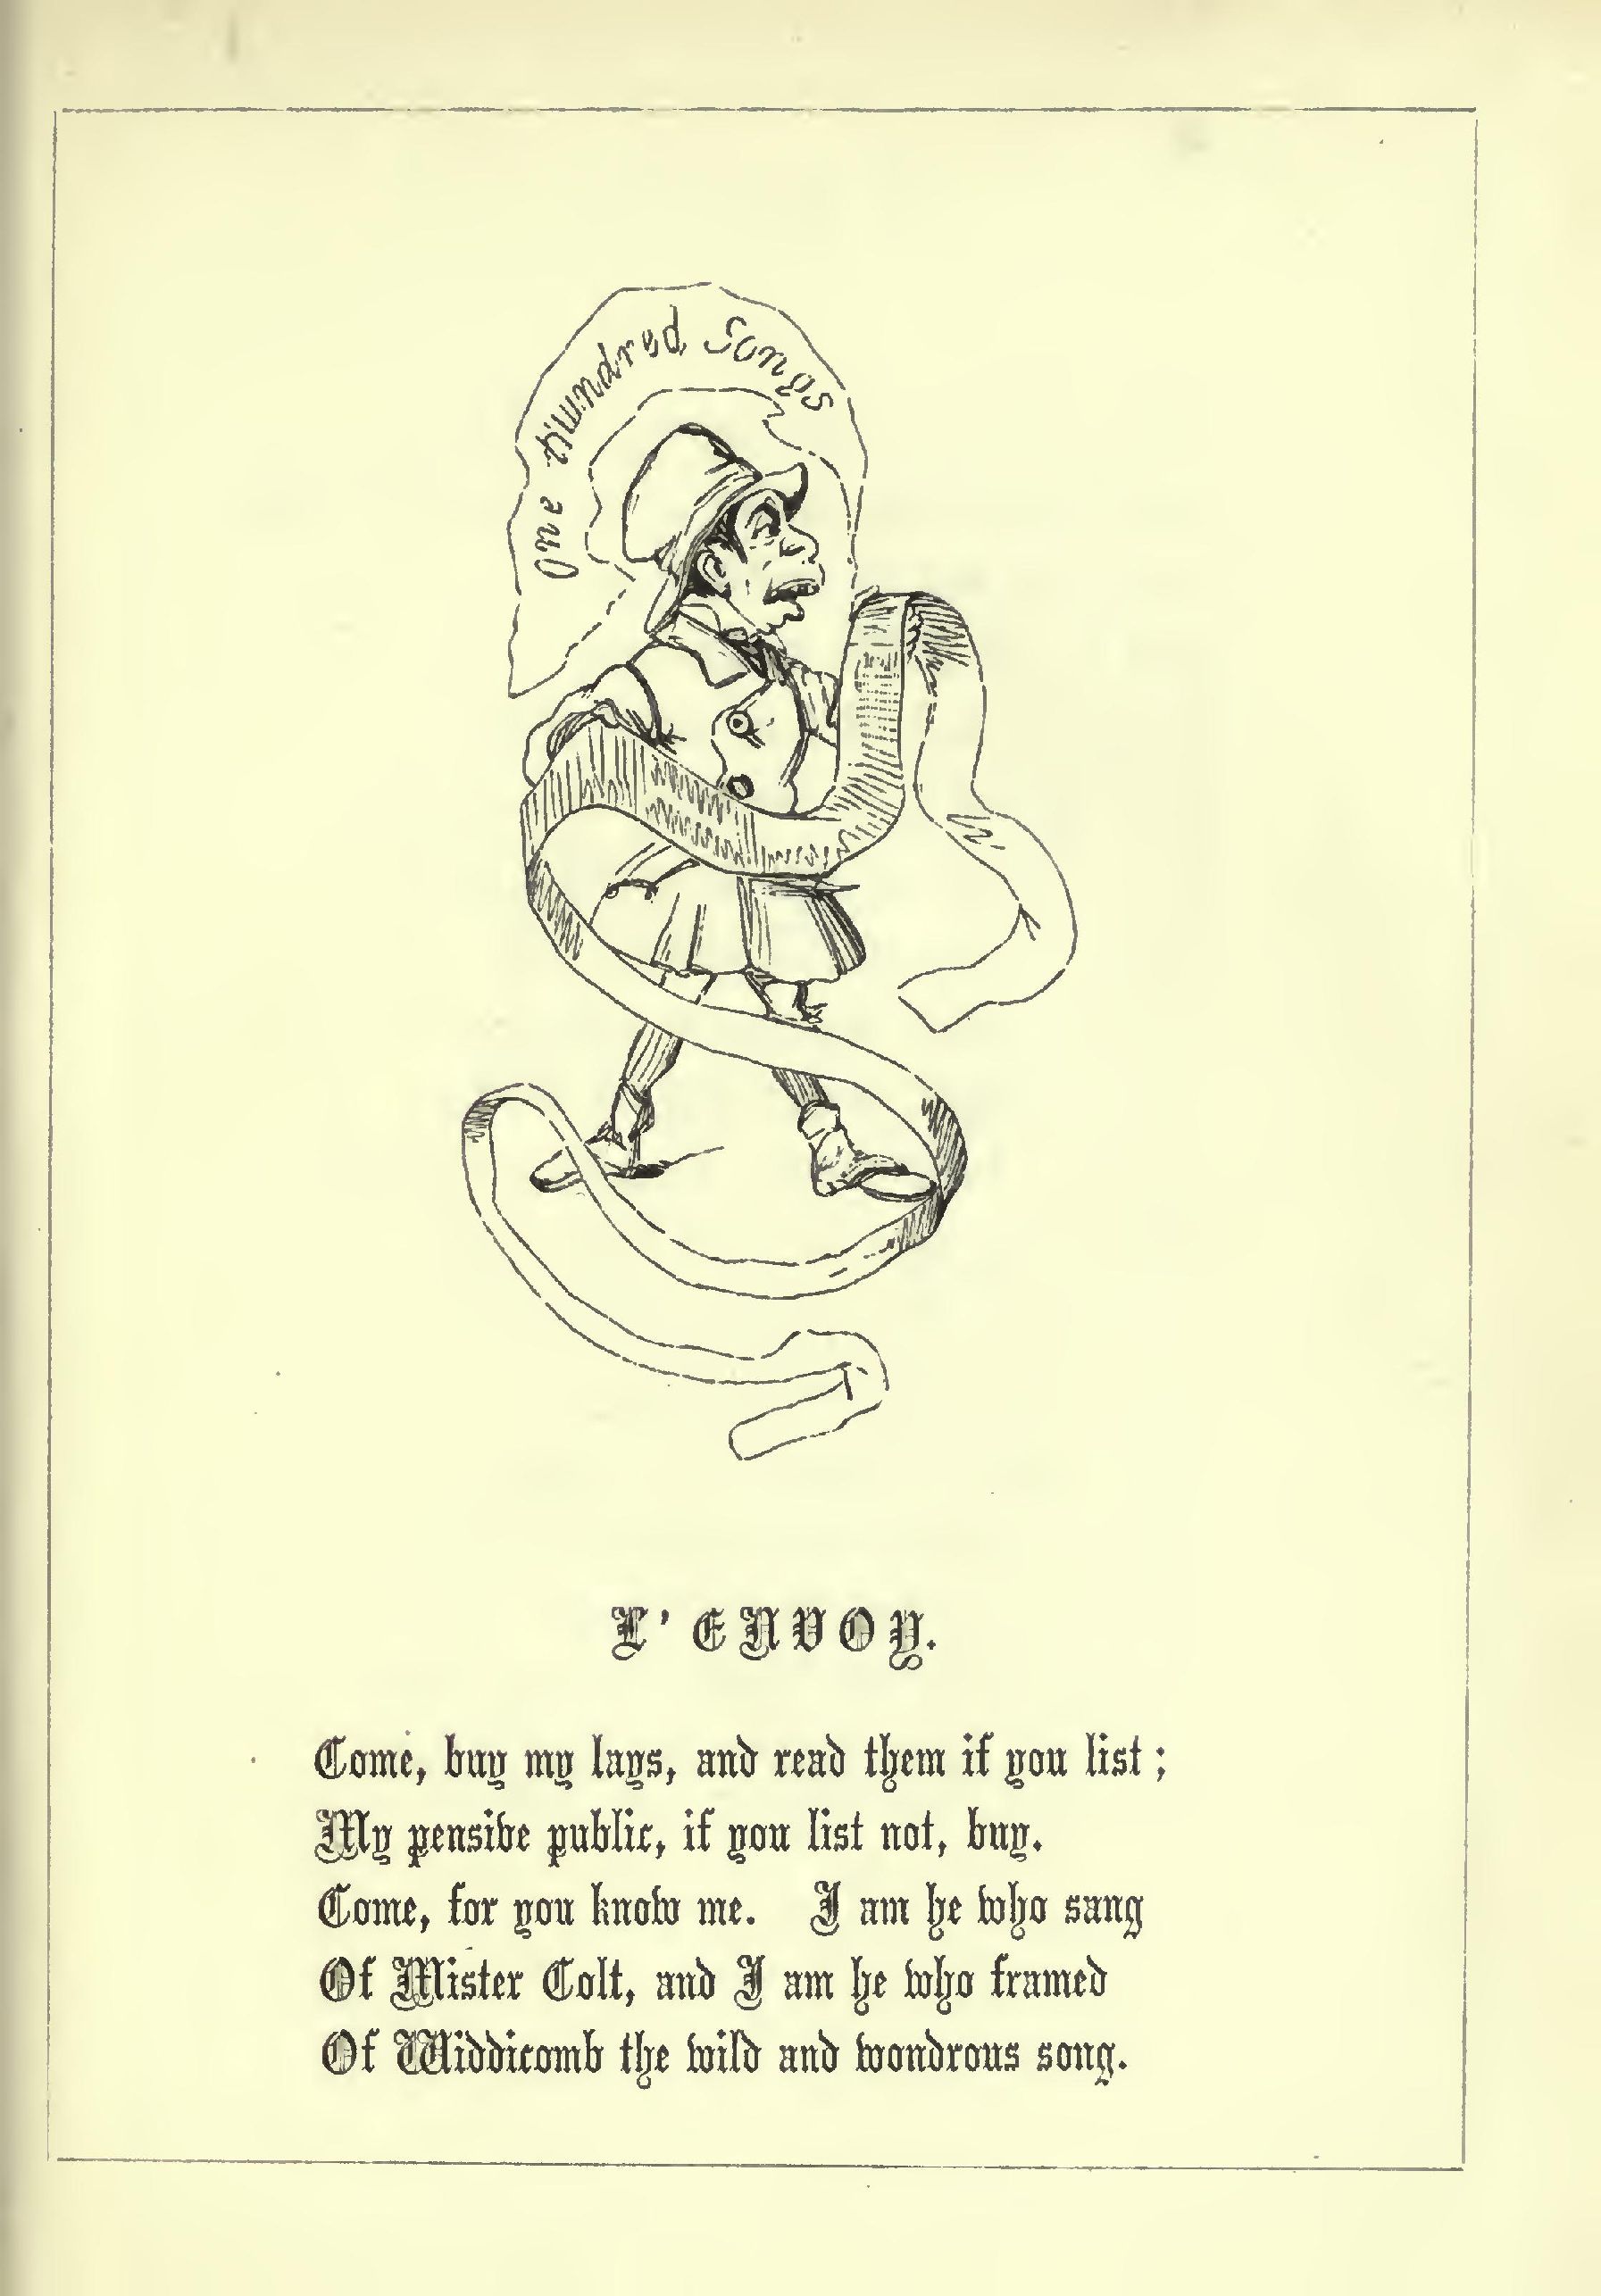 One Hundred Songs
L'ENVOY.
Come, buy my lays, and read them if you list;
My pensive public, if you list not, buy.
Come, for you know me. I am he who sang
Of Mister Colt, and I am he who framed
Of Widdicomb the wild and wondrous song.